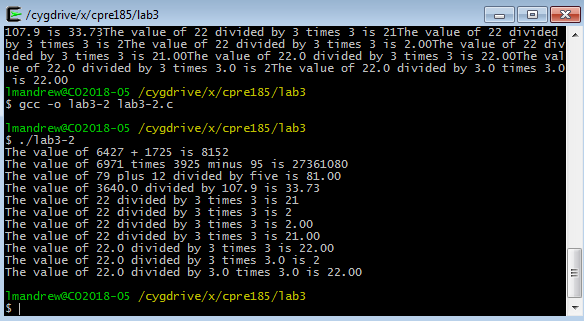 /cygdrive/x/cpre185/lab3
107.9 is 33.73The value of 22 divided by 3 times 3 is 21The value of 22 divided
by 3 times 3 is 2The value of 22 divided by 3 times 3 is 2.00The value of 22 div
ided by 3 times 3 is 21.00The value of 22.0 divided by 3 times 3 is 22.00The val
ue of 22.0 divided by 3 times 3.0 is 2The value of 22.0 divided by 3.0 times 3.0
 is 22.00
lmandrew@CO2018-05 /cygdrive/x/cpre185/lab3
$ gcc -o lab3-2 lab3-2.c
lmandrew@CO2018-05 /cygdrive/x/cpre185/lab3
$ ./lab3-2
The value of 6427 + 1725 is 8152
The value of 6971 times 3925 minus 95 is 27361080
The value of 79 plus 12 divided by five is 81.00
The value of 3640.0 divided by 107.9 is 33.73
The value of 22 divided by 3 times 3 is 21
The value of 22 divided by 3 times 3 is 2
The value of 22 divided by 3 times 3 is 2.00
The value of 22 divided by 3 times 3 is 21.00
The value of 22.0 divided by 3 times 3 is 22.00
The value of 22.0 divided by 3 times 3.0 is 2
The value of 22.0 divided by 3.0 times 3.0 is 22.00
lmandrew@CO2018-05 /cygdrive/x/cpre185/lab3
$